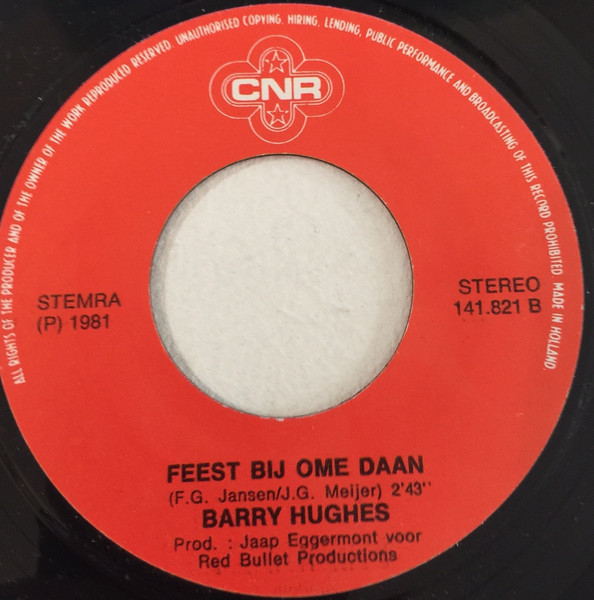 ALL RIGHTS OF THE PRODUCER AND OF THE OWNER OF THE WORK REPRODUCED RESERVED. UNAUTHORISED COPYING, HIRING, LENDING, PUBLIC PERFORMANCE AND BROADCASTING OF THIS RECORD PROHIBITED. MADE IN HOLLAND.
CNR
STEMRA
(P) 1981
STEREO
141.821 B
FEEST BIJ OME DAAN
(F.G. Jansen/J.G. Meijer) 2'43''
BARRY HUGHES
Prod. : Jaap Eggermont voor
Red Bullet Productions